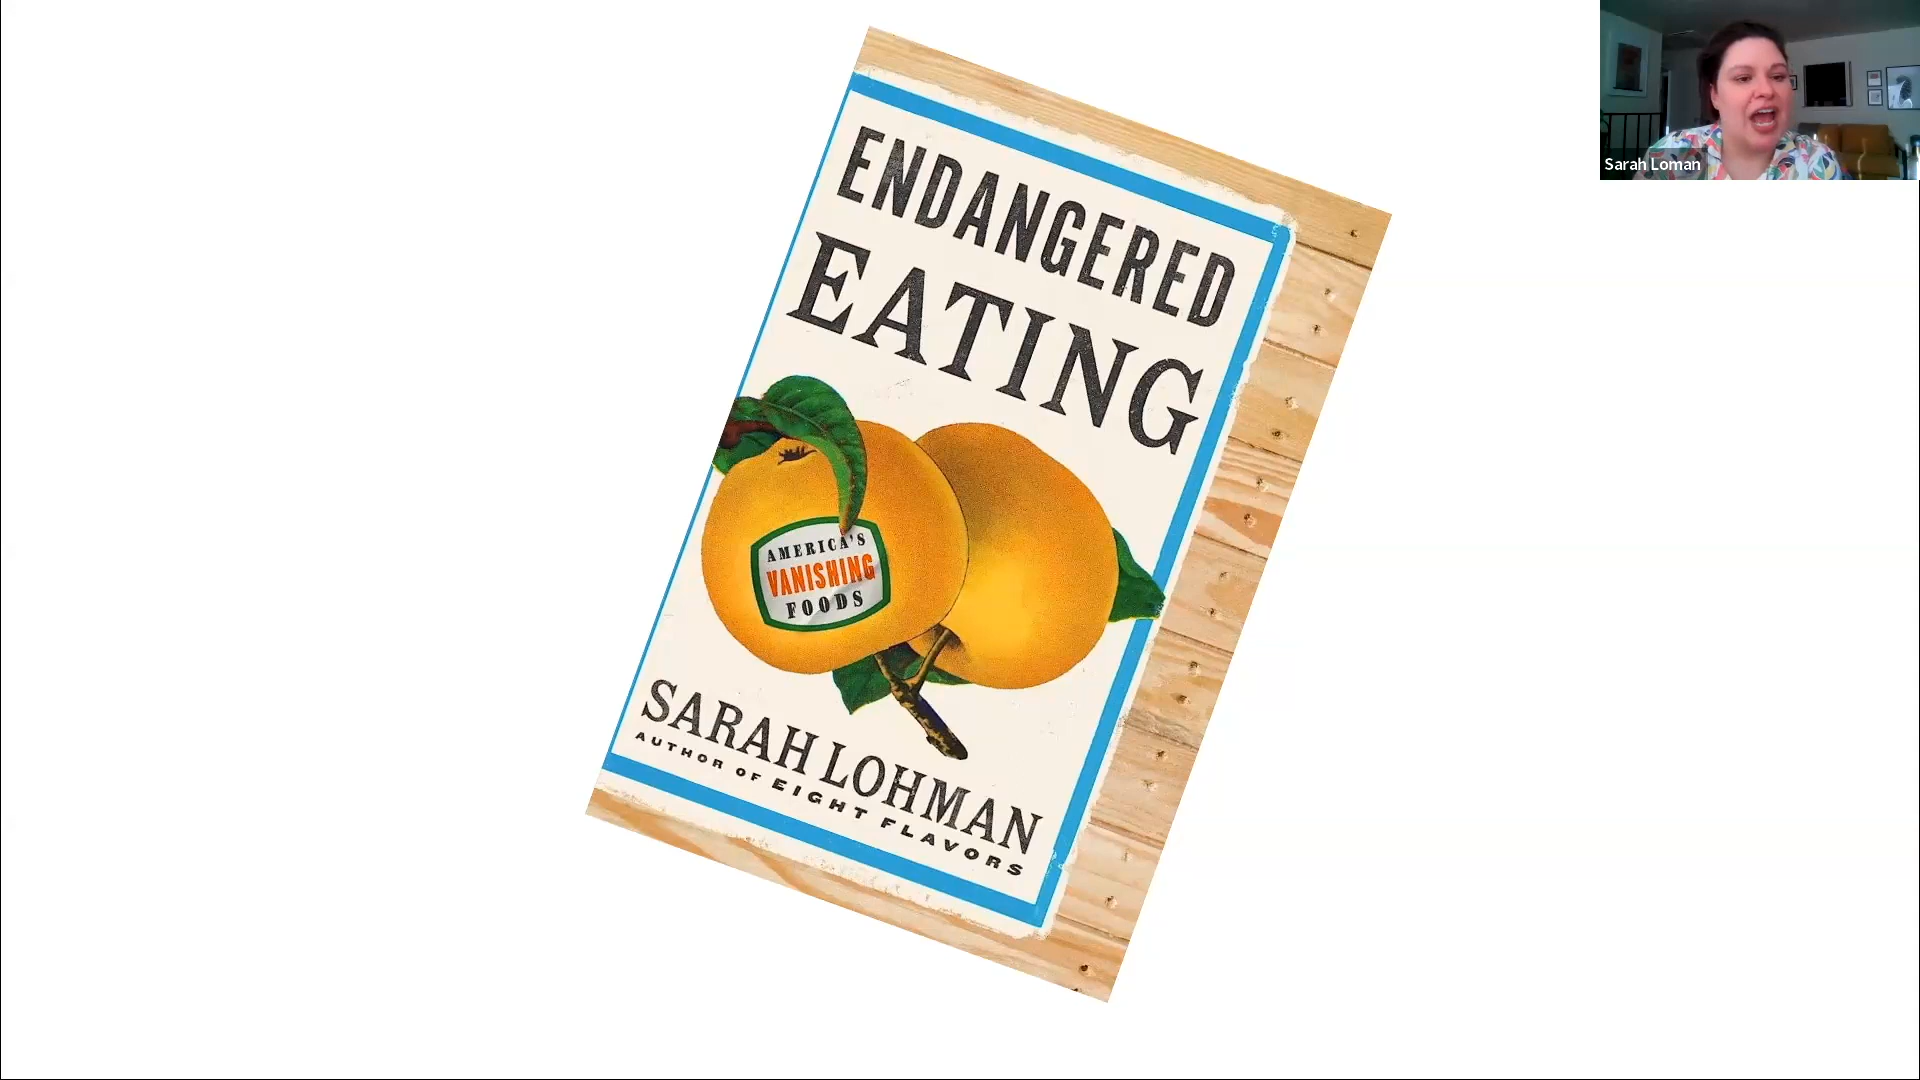 ENDANGERED
EATING
AMERICA'S
VANISHING
FOODS
SARAH LOHMAN
AUTHOR OF EIGHT FLAVORS
Sarah Loman